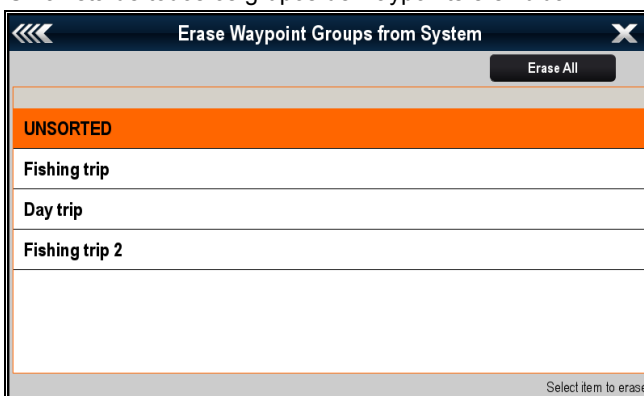 Erase Waypoint Groups from System
Erase All
UNSORTED
Fishing trip
Day trip
Fishing trip 2
Select item to erase